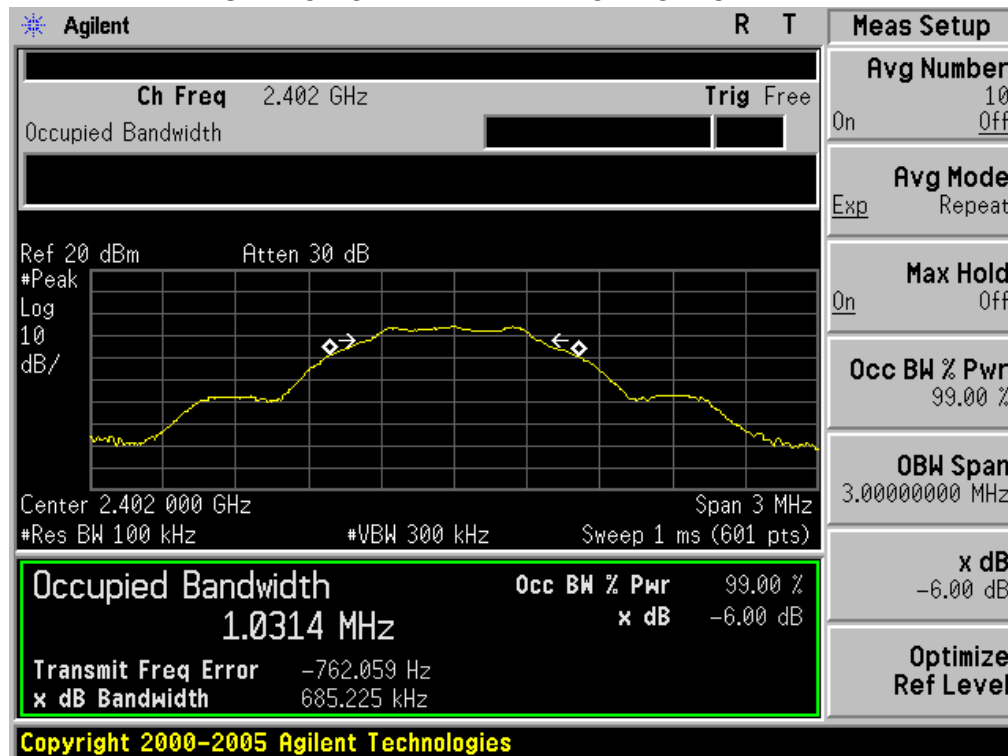 Agilent R T
Ch Freq 2.402 GHz Trig Free
Occupied Bandwidth
Ref 20 dBm Atten 30 dB
#Peak
Log
10
dB/
Center 2.402 000 GHz Span 3 MHz
#Res BW 100 kHz #VBW 300 kHz Sweep 1 ms (601 pts)
Occupied Bandwidth Occ BW % Pwr 99.00 %
1.0314 MHz x dB -6.00 dB
Transmit Freq Error -762.059 Hz
x dB Bandwidth 685.225 kHz
Copyright 2000-2005 Agilent Technologies
Meas Setup
Avg Number
10
On Off
Avg Mode
Exp Repeat
Max Hold
On Off
Occ BW % Pwr
99.00 %
OBW Span
3.00000000 MHz
x dB
-6.00 dB
Optimize
Ref Level